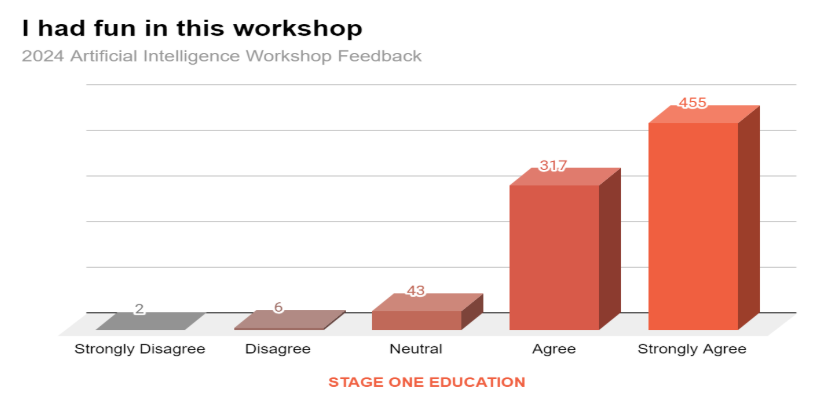 I had fun in this workshop
2024 Artificial Intelligence Workshop Feedback
2
6
43
317
455
Strongly Disagree
Disagree
Neutral
Agree
Strongly Agree
STAGE ONE EDUCATION